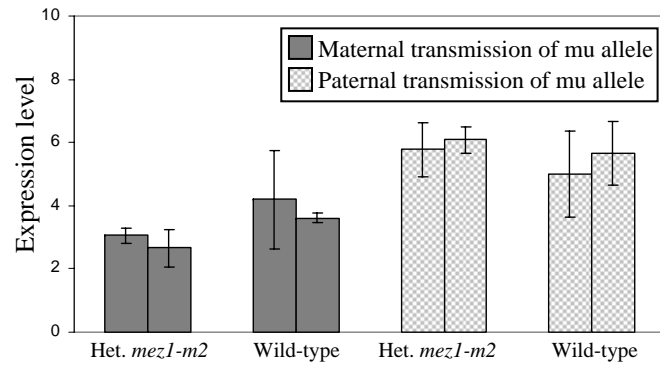 10
8
6
4
2
0
Expression level
Maternal transmission of mu allele
Paternal transmission of mu allele
Het. mez1-m2 Wild-type Het. mez1-m2 Wild-type